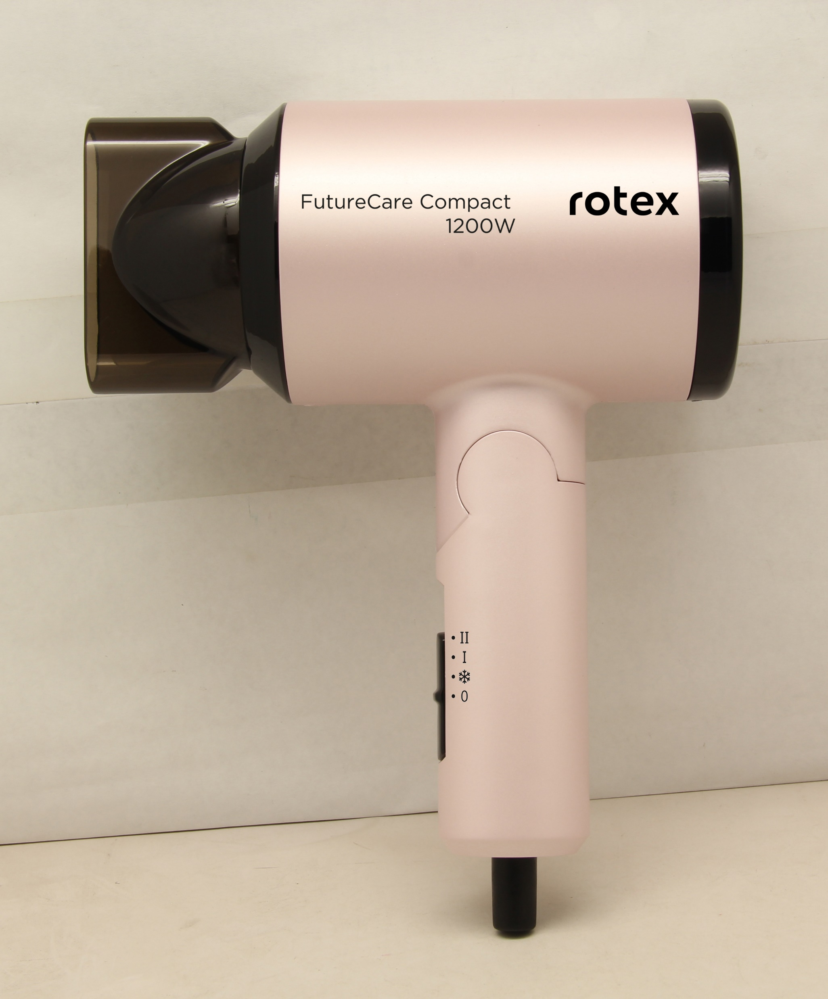 FutureCare Compact
1200W
rotex
II
I
❄
0